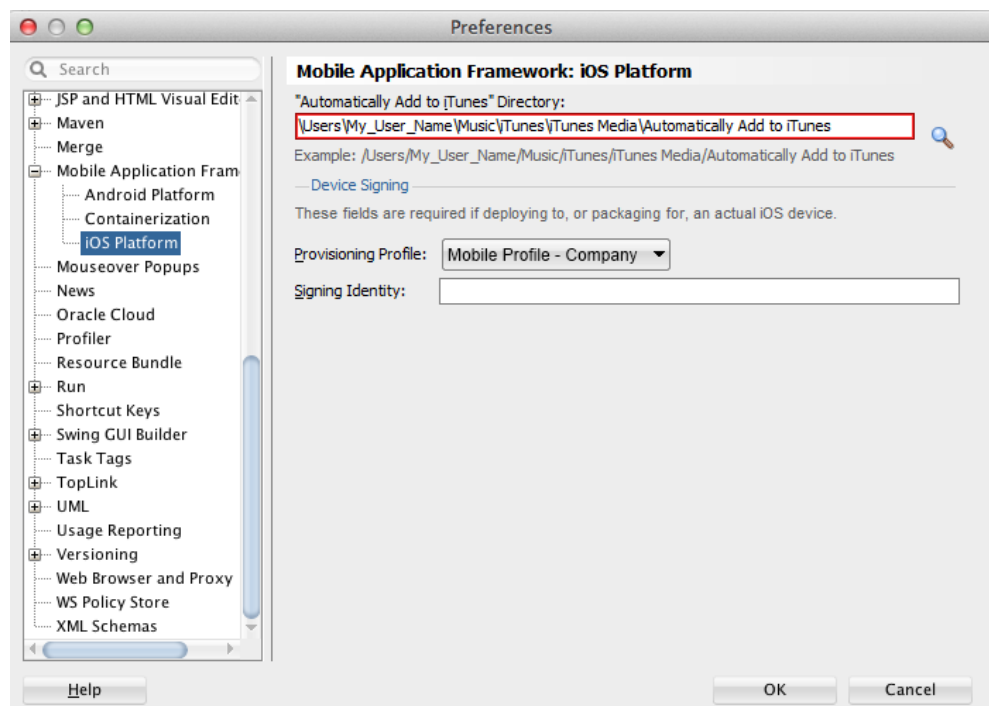 Preferences
Search
JSP and HTML Visual Edit
Maven
Merge
Mobile Application Fram
Android Platform
Containerization
iOS Platform
Mouseover Popups
News
Oracle Cloud
Profiler
Resource Bundle
Run
Shortcut Keys
Swing GUI Builder
Task Tags
TopLink
UML
Usage Reporting
Versioning
Web Browser and Proxy
WS Policy Store
XML Schemas
Mobile Application Framework: iOS Platform
"Automatically Add to iTunes" Directory:
\Users\My_User_Name\Music\iTunes\iTunes Media\Automatically Add to iTunes
Example: /Users/My_User_Name/Music/iTunes/iTunes Media/Automatically Add to iTunes
Device Signing
These fields are required if deploying to, or packaging for, an actual iOS device.
Provisioning Profile: Mobile Profile - Company
Signing Identity:
Help OK Cancel